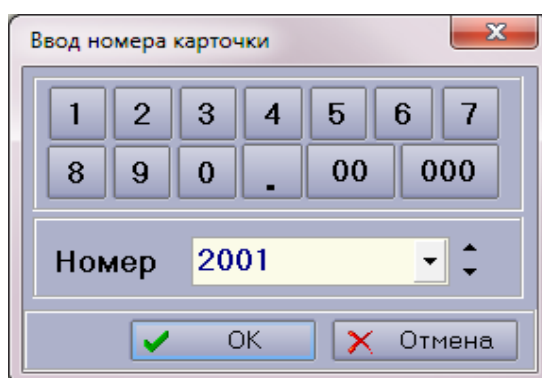 Ввод номера карточки
1 2 3 4 5 6 7
8 9 0 . 00 000
Номер 2001
OK Отмена